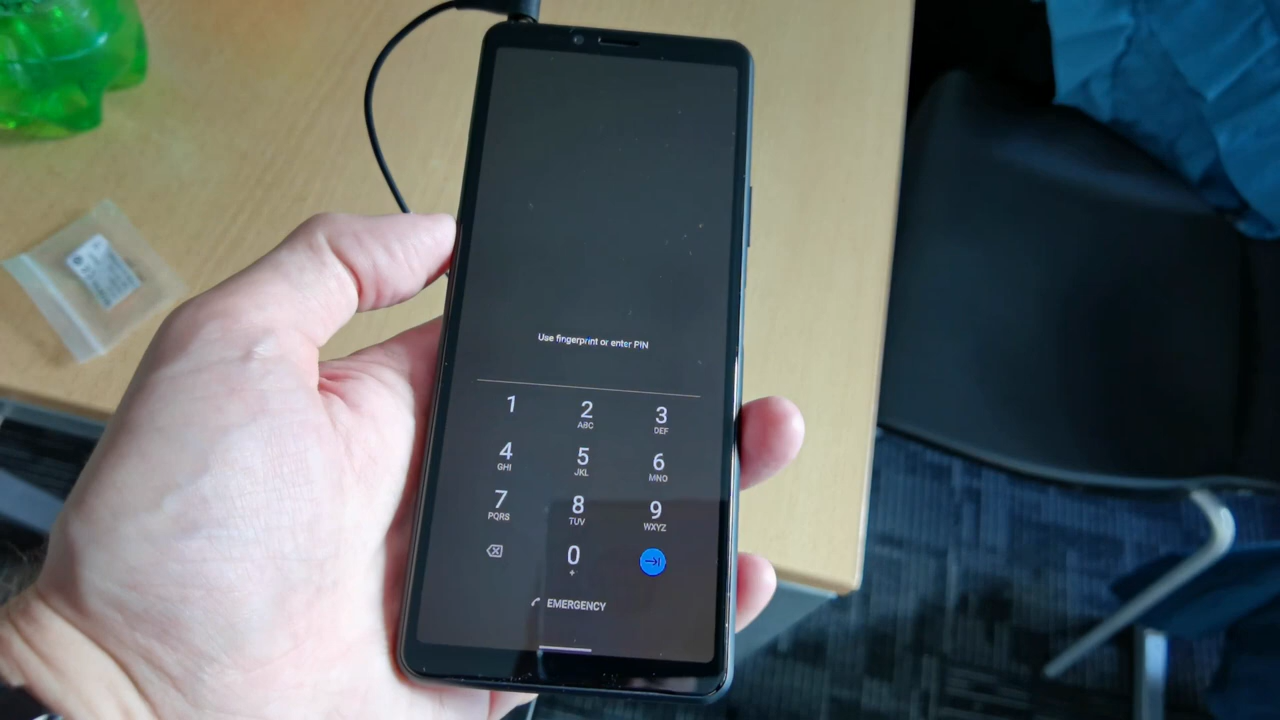 Use fingerprint or enter PIN
1 2 3
ABC DEF
4 5 6
GHI JKL MNO
7 8 9
PQRS TUV WXYZ
0
+
EMERGENCY